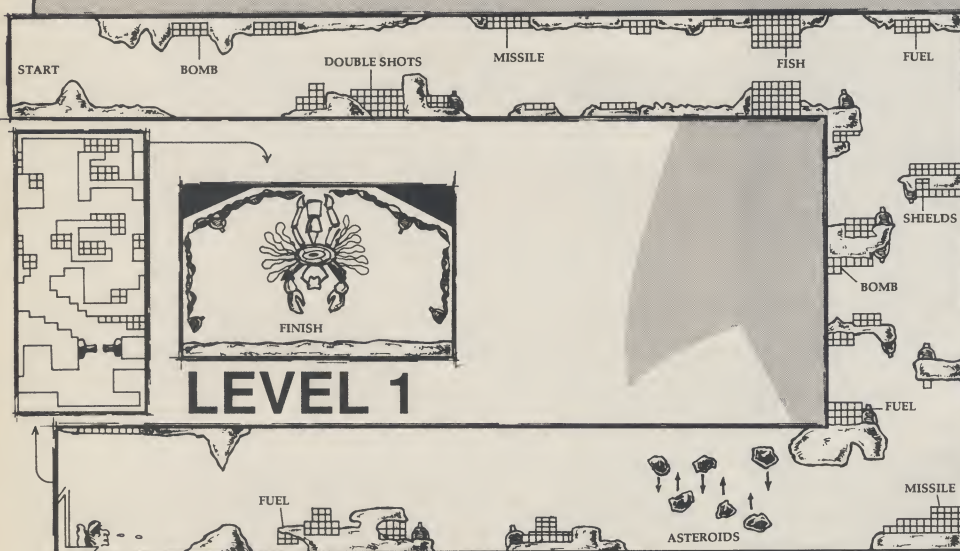 START
BOMB
DOUBLE SHOTS
MISSILE
FISH
FUEL
SHIELDS
BOMB
FINISH
LEVEL 1
FUEL
MISSILE
FUEL
ASTEROIDS